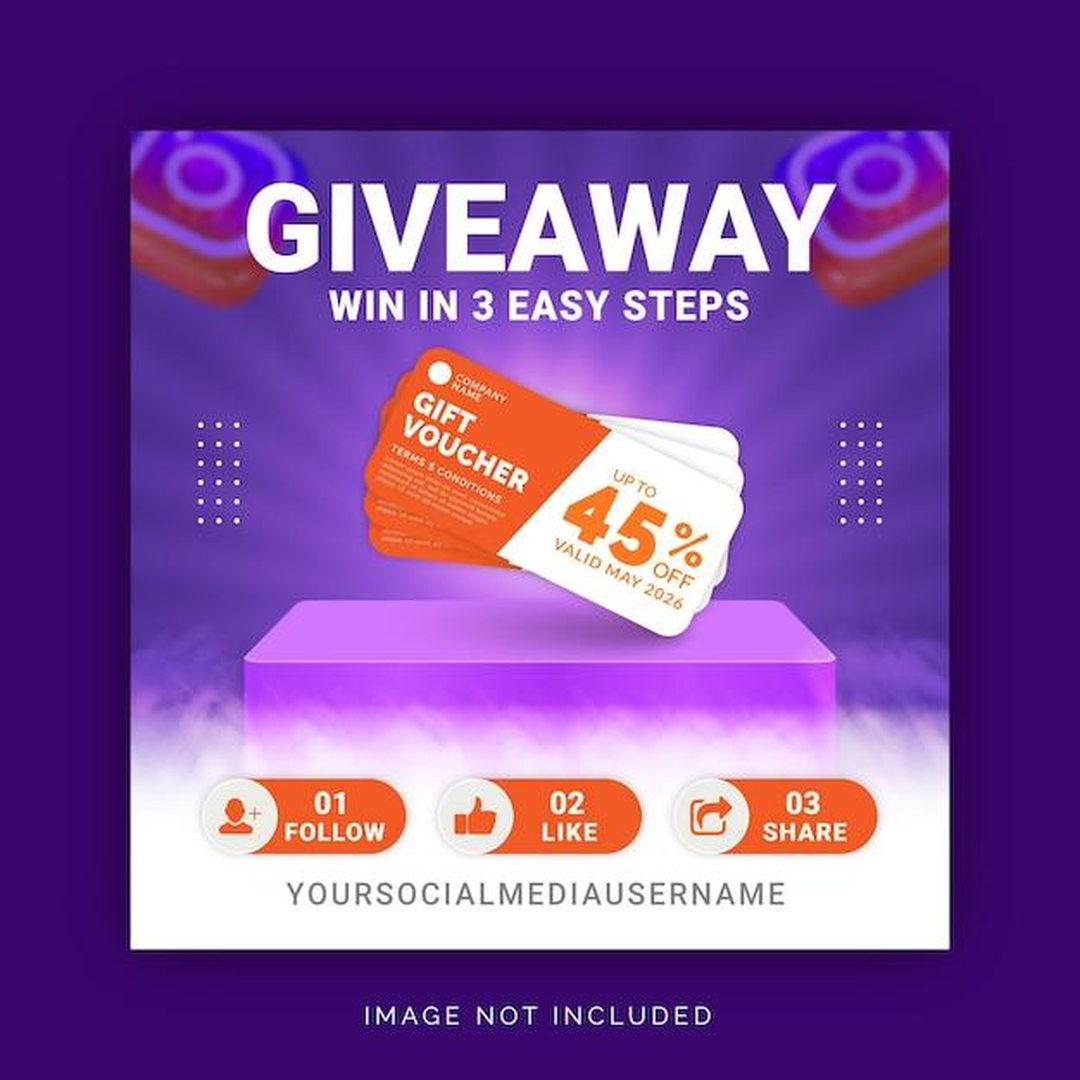 GIVEAWAY
WIN IN 3 EASY STEPS
COMPANY
NAME
GIFT
VOUCHER
TERMS $ CONDITIONS
UP TO
45%
OFF
VALID MAY 2026
01
FOLLOW
02
LIKE
03
SHARE
YOURSOCIALMEDIAUSERNAME
IMAGE NOT INCLUDED